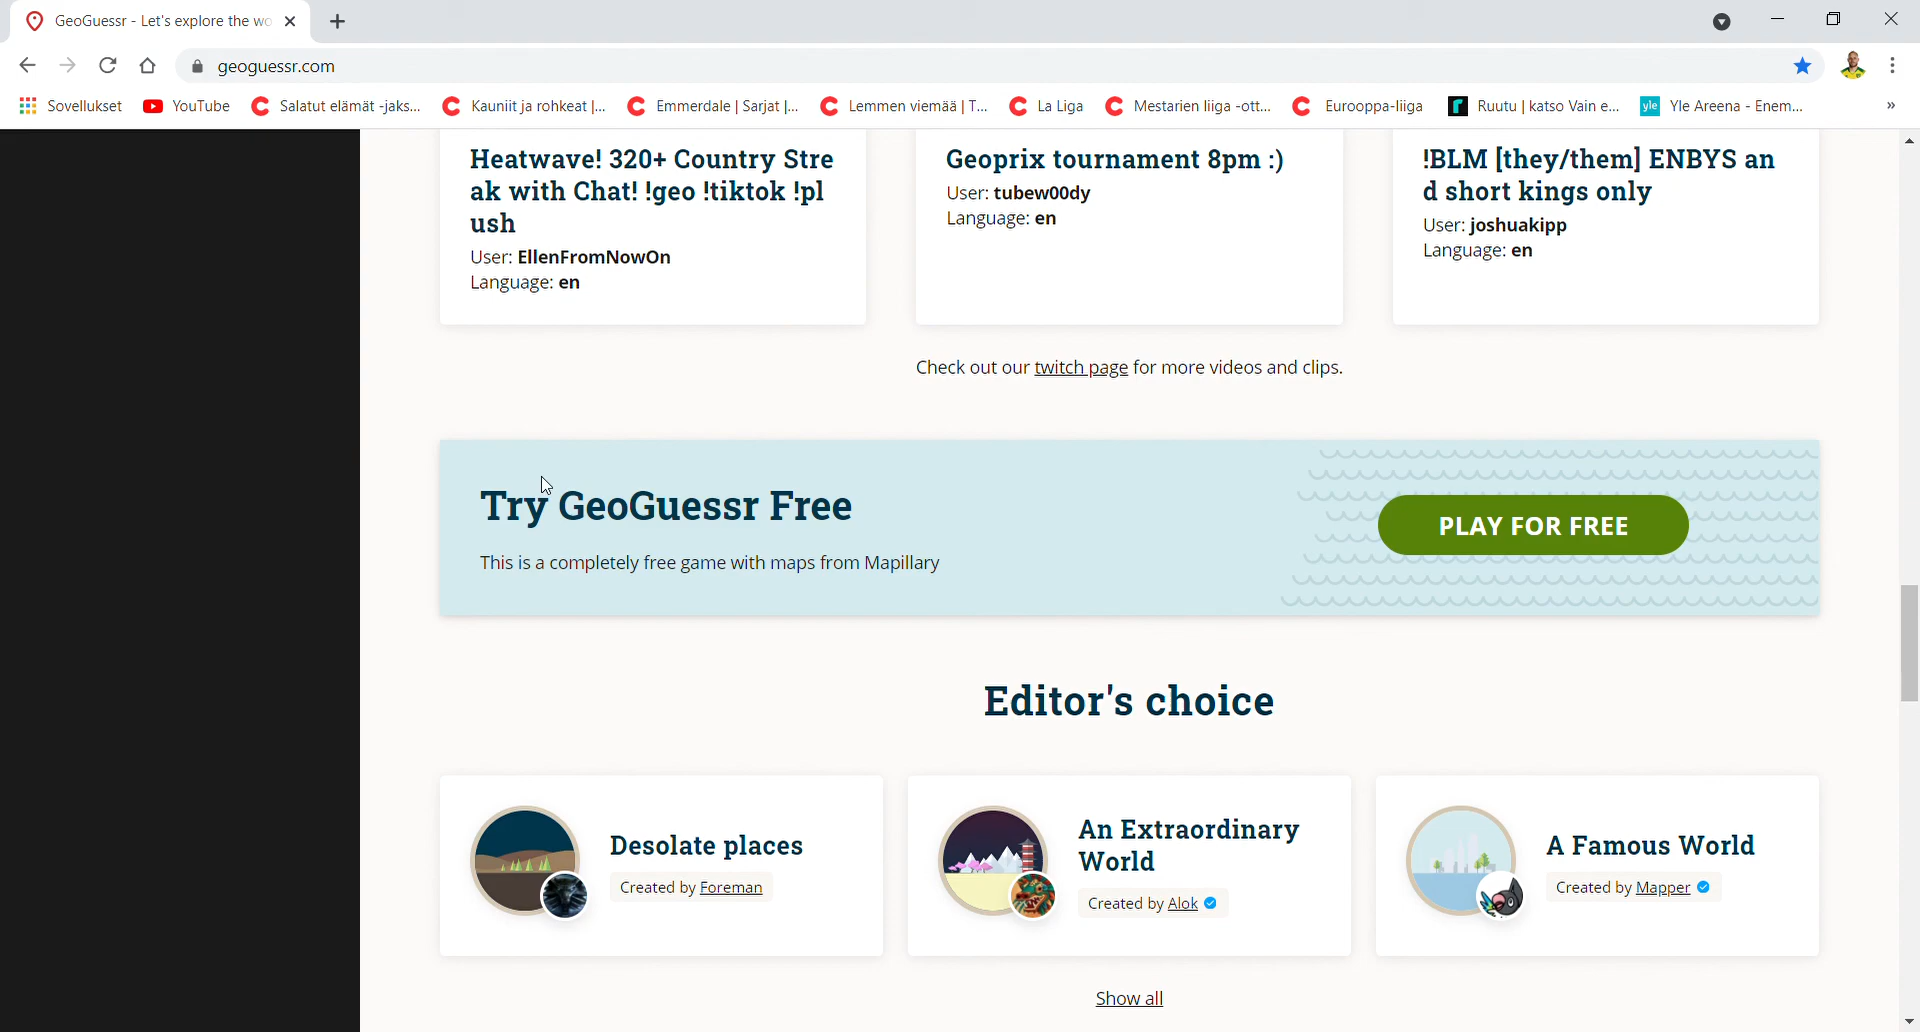 GeoGuessr - Let's explore the wo
geoguessr.com
Sovellukset
YouTube
Salatut elämät -jaks...
Kauniit ja rohkeat |...
Emmerdale | Sarjat |...
Lemmen viemää | T...
La Liga
Mestarien liiga -ott...
Eurooppa-liiga
Ruutu | katso Vain e...
yle
Yle Areena - Enem...
»
Heatwave! 320+ Country Stre
ak with Chat! !geo !tiktok !pl
ush
User: EllenFromNowOn
Language: en
Geoprix tournament 8pm :)
User: tubew00dy
Language: en
!BLM [they/them] ENBYS an
d short kings only
User: joshuakipp
Language: en
Check out our twitch page for more videos and clips.
Try GeoGuessr Free
This is a completely free game with maps from Mapillary
PLAY FOR FREE
Editor's choice
Desolate places
Created by Foreman
An Extraordinary
World
Created by Alok
A Famous World
Created by Mapper
Show all